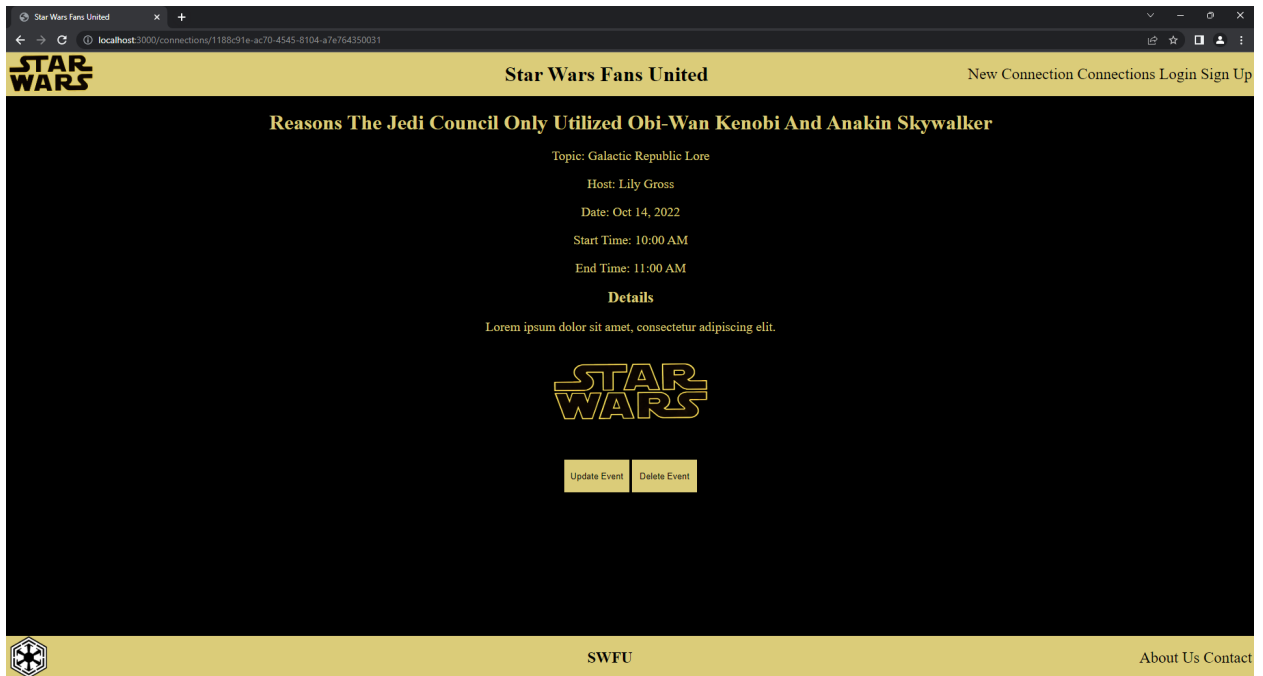 Star Wars Fans United
localhost:3000/connections/1188c91e-ac70-4545-8104-a7e764350031
STAR
WARS
Star Wars Fans United
New Connection Connections Login Sign Up
Reasons The Jedi Council Only Utilized Obi-Wan Kenobi And Anakin Skywalker
Topic: Galactic Republic Lore
Host: Lily Gross
Date: Oct 14, 2022
Start Time: 10:00 AM
End Time: 11:00 AM
Details
Lorem ipsum dolor sit amet, consectetur adipiscing elit.
STAR
WARS
Update Event Delete Event
SWFU
About Us Contact